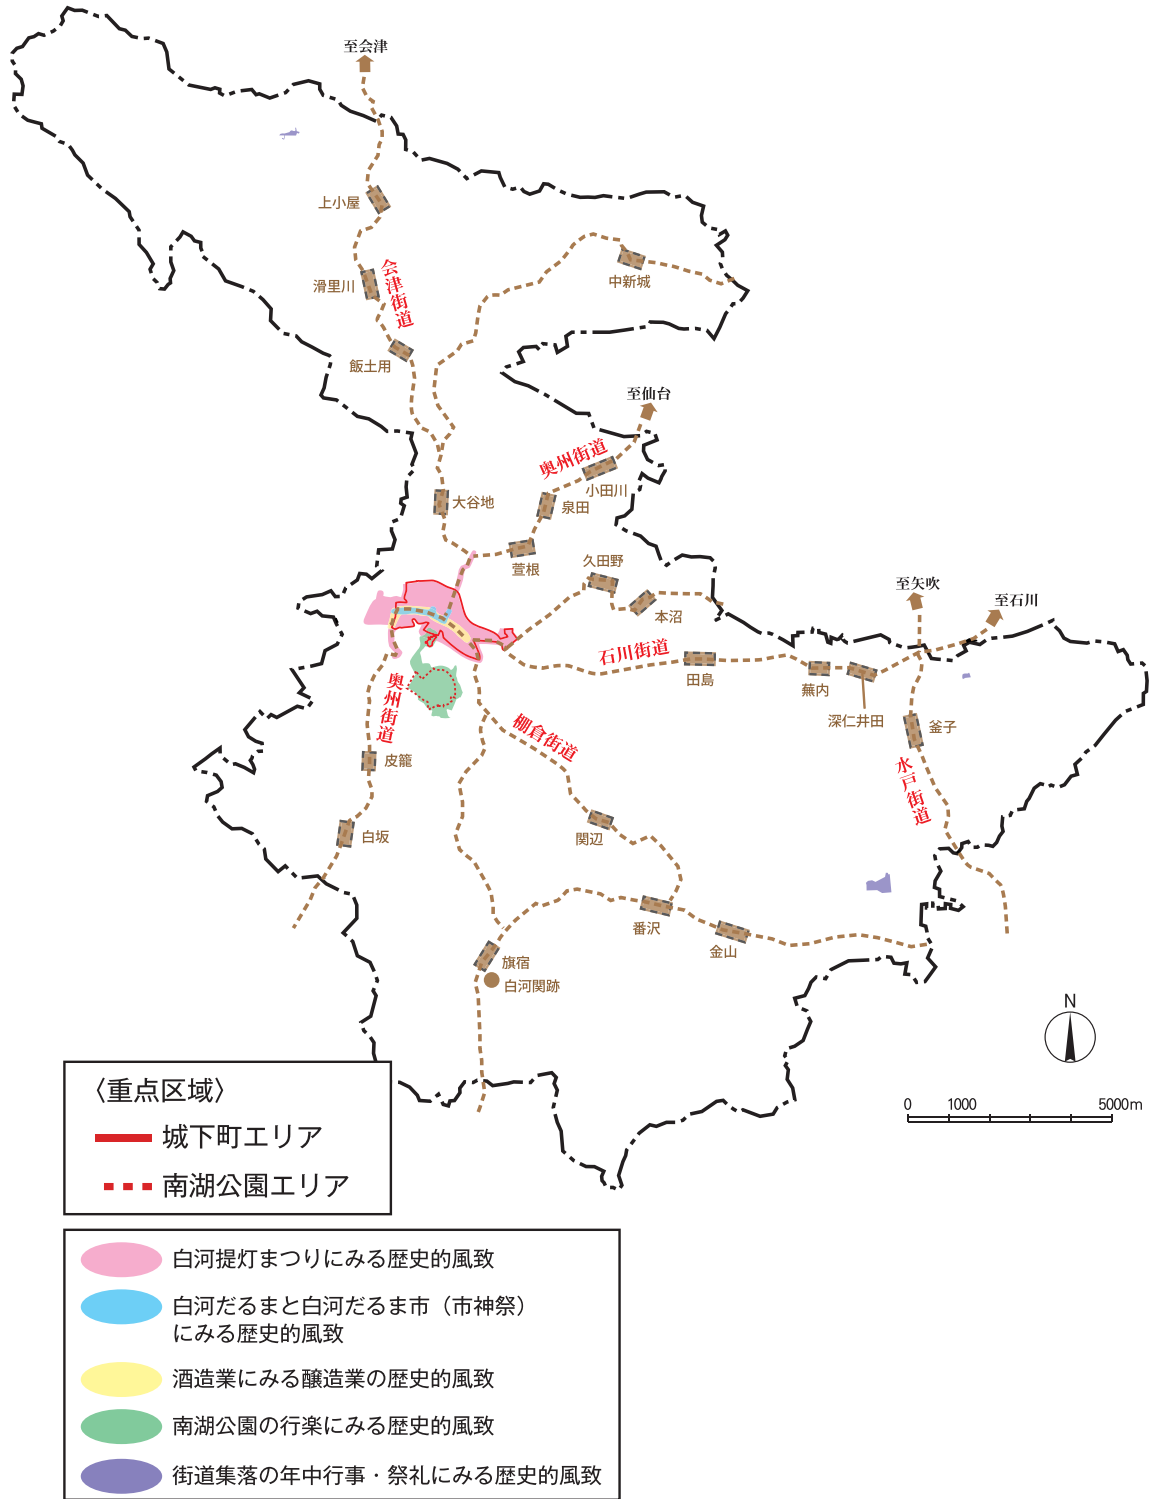 至会津
上小屋
滑里川
会津街道
飯土用
中新城
至仙台
奥州街道
小田川
泉田
大谷地
萱根
久田野
本沼
至矢吹
至石川
石川街道
田島
蕪内
深仁井田
釜子
水戸街道
奥州街道
棚倉街道
皮籠
白坂
関辺
番沢
金山
旗宿
白河関跡
N
0 1000 5000m
〈重点区域〉
城下町エリア
南湖公園エリア
白河提灯まつりにみる歴史的風致
白河だるまと白河だるま市（市神祭）
にみる歴史的風致
酒造業にみる醸造業の歴史的風致
南湖公園の行楽にみる歴史的風致
街道集落の年中行事・祭礼にみる歴史的風致